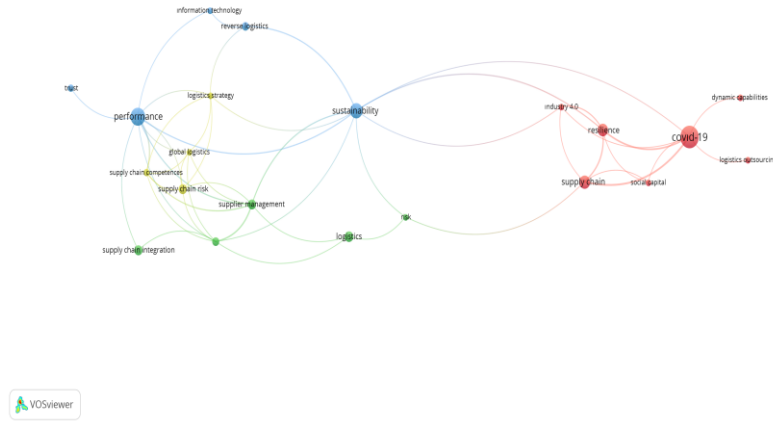 information technology
reverse logistics
trust
logistics strategy
performance
sustainability
industry 4.0
dynamic capabilities
resilience
covid-19
global logistics
logistics outsourcin
supply chain competences
supply chain
social capital
supply chain risk
supplier management
risk
logistics
supply chain integration
VOSviewer